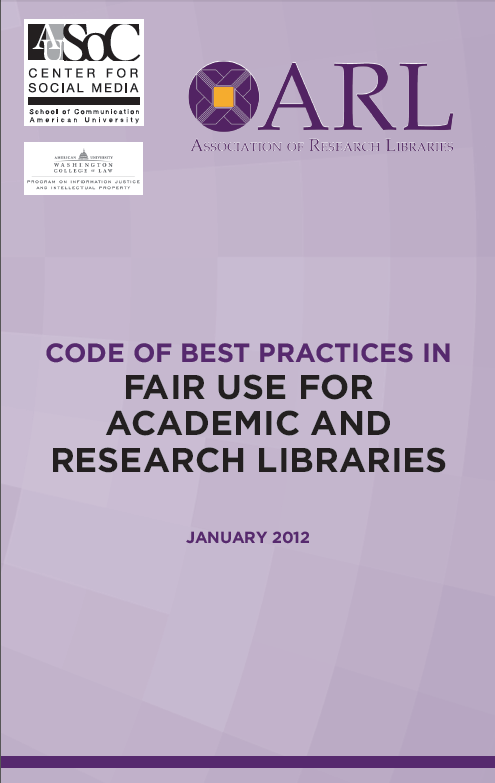 AUSOC
CENTER FOR
SOCIAL MEDIA
School of Communication
American University
AMERICAN UNIVERSITY
WASHINGTON
COLLEGE OF LAW
PROGRAM ON INFORMATION JUSTICE
AND INTELLECTUAL PROPERTY
ARL
ASSOCIATION OF RESEARCH LIBRARIES
CODE OF BEST PRACTICES IN
FAIR USE FOR
ACADEMIC AND
RESEARCH LIBRARIES
JANUARY 2012